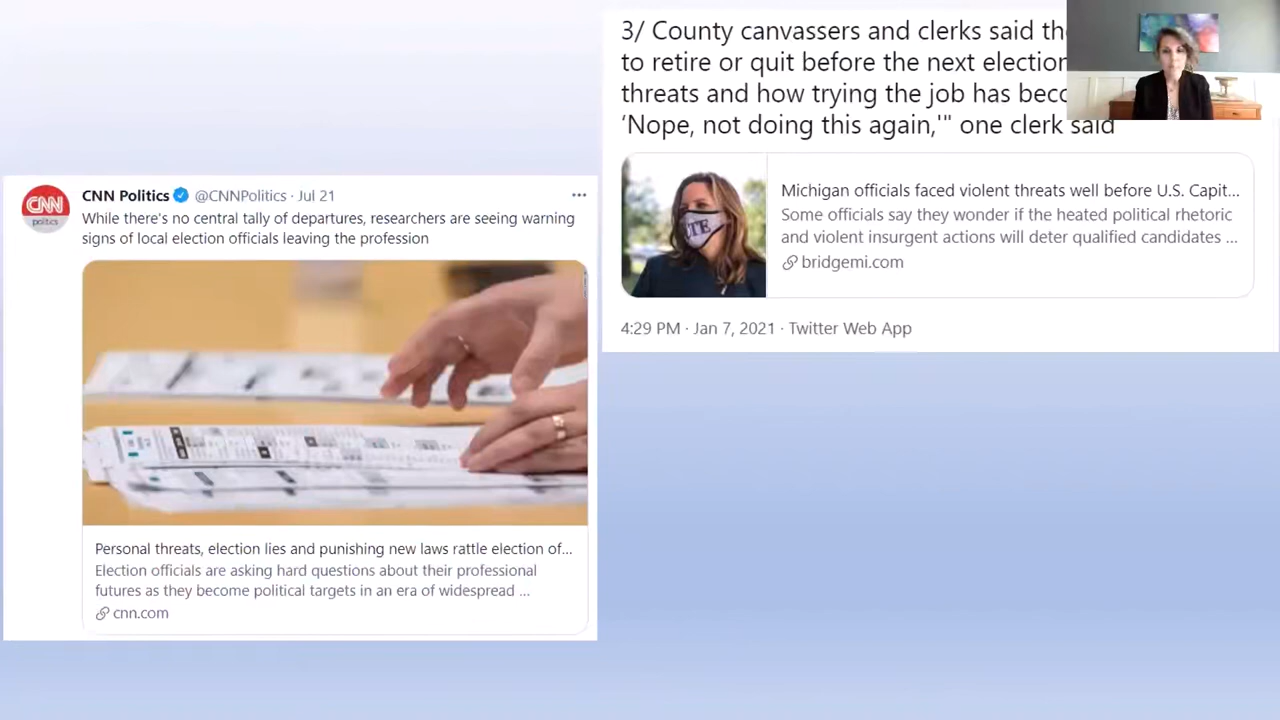 3/ County canvassers and clerks said
to retire or quit before the next election
threats and how trying the job has
‘Nope, not doing this again,'" one clerk said
CTE
Michigan officials faced violent threats well before U.S. Capit...
Some officials say they wonder if the heated political rhetoric
and violent insurgent actions will deter qualified candidates ...
bridgemi.com
4:29 PM · Jan 7, 2021 · Twitter Web App
CNN
politics
CNN Politics @CNNPolitics · Jul 21
While there's no central tally of departures, researchers are seeing warning
signs of local election officials leaving the profession
Personal threats, election lies and punishing new laws rattle election of...
Election officials are asking hard questions about their professional
futures as they become political targets in an era of widespread ...
cnn.com